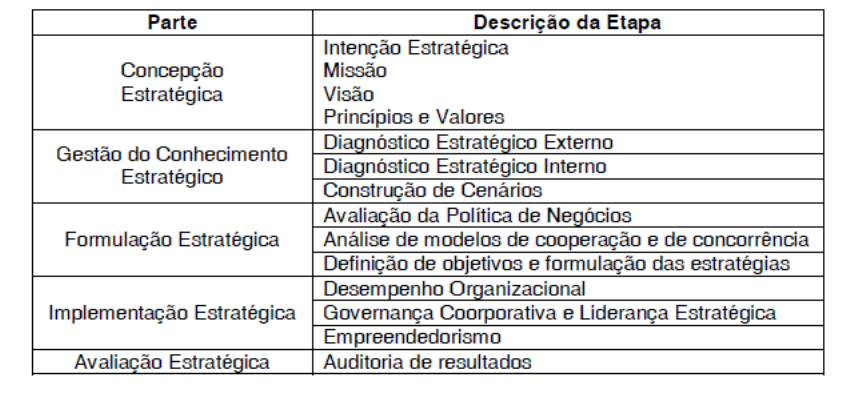 Parte
Descrição da Etapa
Concepção
Estratégica
Intenção Estratégica
Missão
Visão
Princípios e Valores
Gestão do Conhecimento
Estratégico
Diagnóstico Estratégico Externo
Diagnóstico Estratégico Interno
Construção de Cenários
Formulação Estratégica
Avaliação da Política de Negócios
Análise de modelos de cooperação e de concorrência
Definição de objetivos e formulação das estratégias
Implementação Estratégica
Desempenho Organizacional
Governança Coorporativa e Liderança Estratégica
Empreendedorismo
Avaliação Estratégica
Auditoria de resultados